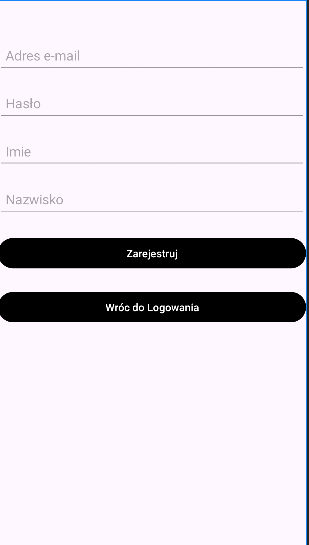 Adres e-mail
Hasło
Imie
Nazwisko
Zarejestruj
Wróc do Logowania